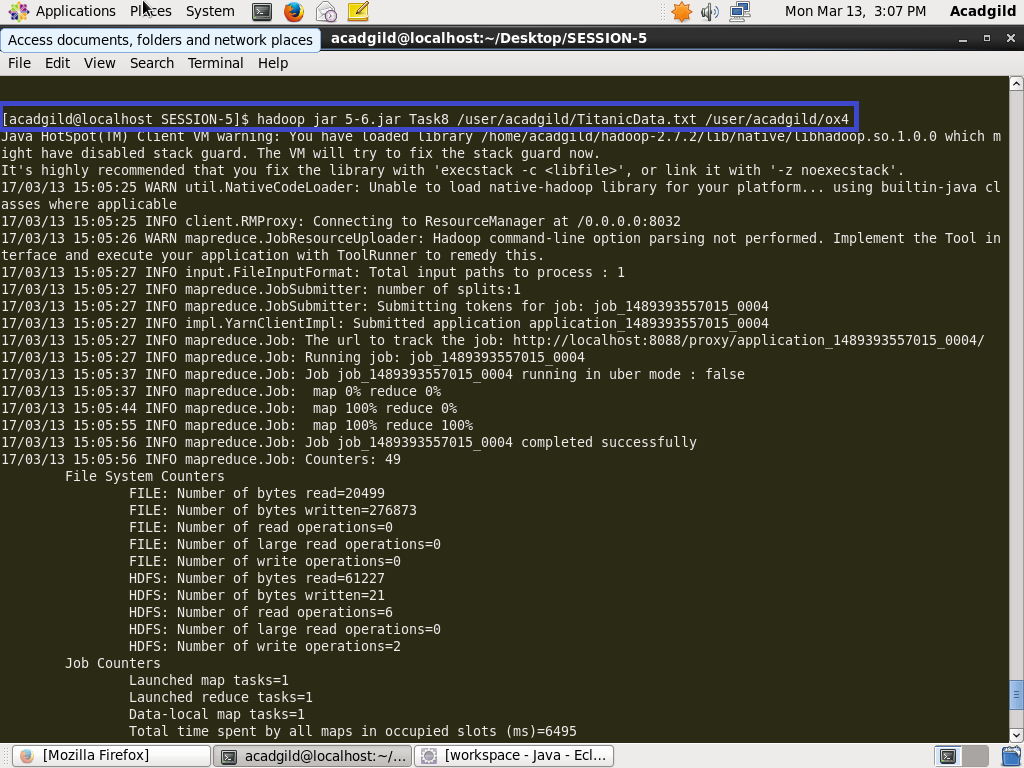 Applications Places System Mon Mar 13, 3:07 PM Acadgild
Access documents, folders and network places
acadgild@localhost:~/Desktop/SESSION-5
File Edit View Search Terminal Help
[acadgild@localhost SESSION-5]$ hadoop jar 5-6.jar Task8 /user/acadgild/TitanicData.txt /user/acadgild/ox4
Java HotSpot(TM) Client VM warning: You have loaded library /home/acadgild/hadoop-2.7.2/lib/native/libhadoop.so.1.0.0 which m
ight have disabled stack guard. The VM will try to fix the stack guard now.
It's highly recommended that you fix the library with 'execstack -c <libfile>', or link it with '-z noexecstack'.
17/03/13 15:05:25 WARN util.NativeCodeLoader: Unable to load native-hadoop library for your platform... using builtin-java cl
asses where applicable
17/03/13 15:05:25 INFO client.RMProxy: Connecting to ResourceManager at /0.0.0.0:8032
17/03/13 15:05:26 WARN mapreduce.JobResourceUploader: Hadoop command-line option parsing not performed. Implement the Tool in
terface and execute your application with ToolRunner to remedy this.
17/03/13 15:05:27 INFO input.FileInputFormat: Total input paths to process : 1
17/03/13 15:05:27 INFO mapreduce.JobSubmitter: number of splits:1
17/03/13 15:05:27 INFO mapreduce.JobSubmitter: Submitting tokens for job: job_1489393557015_0004
17/03/13 15:05:27 INFO impl.YarnClientImpl: Submitted application application_1489393557015_0004
17/03/13 15:05:27 INFO mapreduce.Job: The url to track the job: http://localhost:8088/proxy/application_1489393557015_0004/
17/03/13 15:05:27 INFO mapreduce.Job: Running job: job_1489393557015_0004
17/03/13 15:05:37 INFO mapreduce.Job: Job job_1489393557015_0004 running in uber mode : false
17/03/13 15:05:37 INFO mapreduce.Job:  map 0% reduce 0%
17/03/13 15:05:44 INFO mapreduce.Job:  map 100% reduce 0%
17/03/13 15:05:55 INFO mapreduce.Job:  map 100% reduce 100%
17/03/13 15:05:56 INFO mapreduce.Job: Job job_1489393557015_0004 completed successfully
17/03/13 15:05:56 INFO mapreduce.Job: Counters: 49
File System Counters
FILE: Number of bytes read=20499
FILE: Number of bytes written=276873
FILE: Number of read operations=0
FILE: Number of large read operations=0
FILE: Number of write operations=0
HDFS: Number of bytes read=61227
HDFS: Number of bytes written=21
HDFS: Number of read operations=6
HDFS: Number of large read operations=0
HDFS: Number of write operations=2
Job Counters
Launched map tasks=1
Launched reduce tasks=1
Data-local map tasks=1
Total time spent by all maps in occupied slots (ms)=6495
[Mozilla Firefox] acadgild@localhost:~/... [workspace - Java - Ecl...